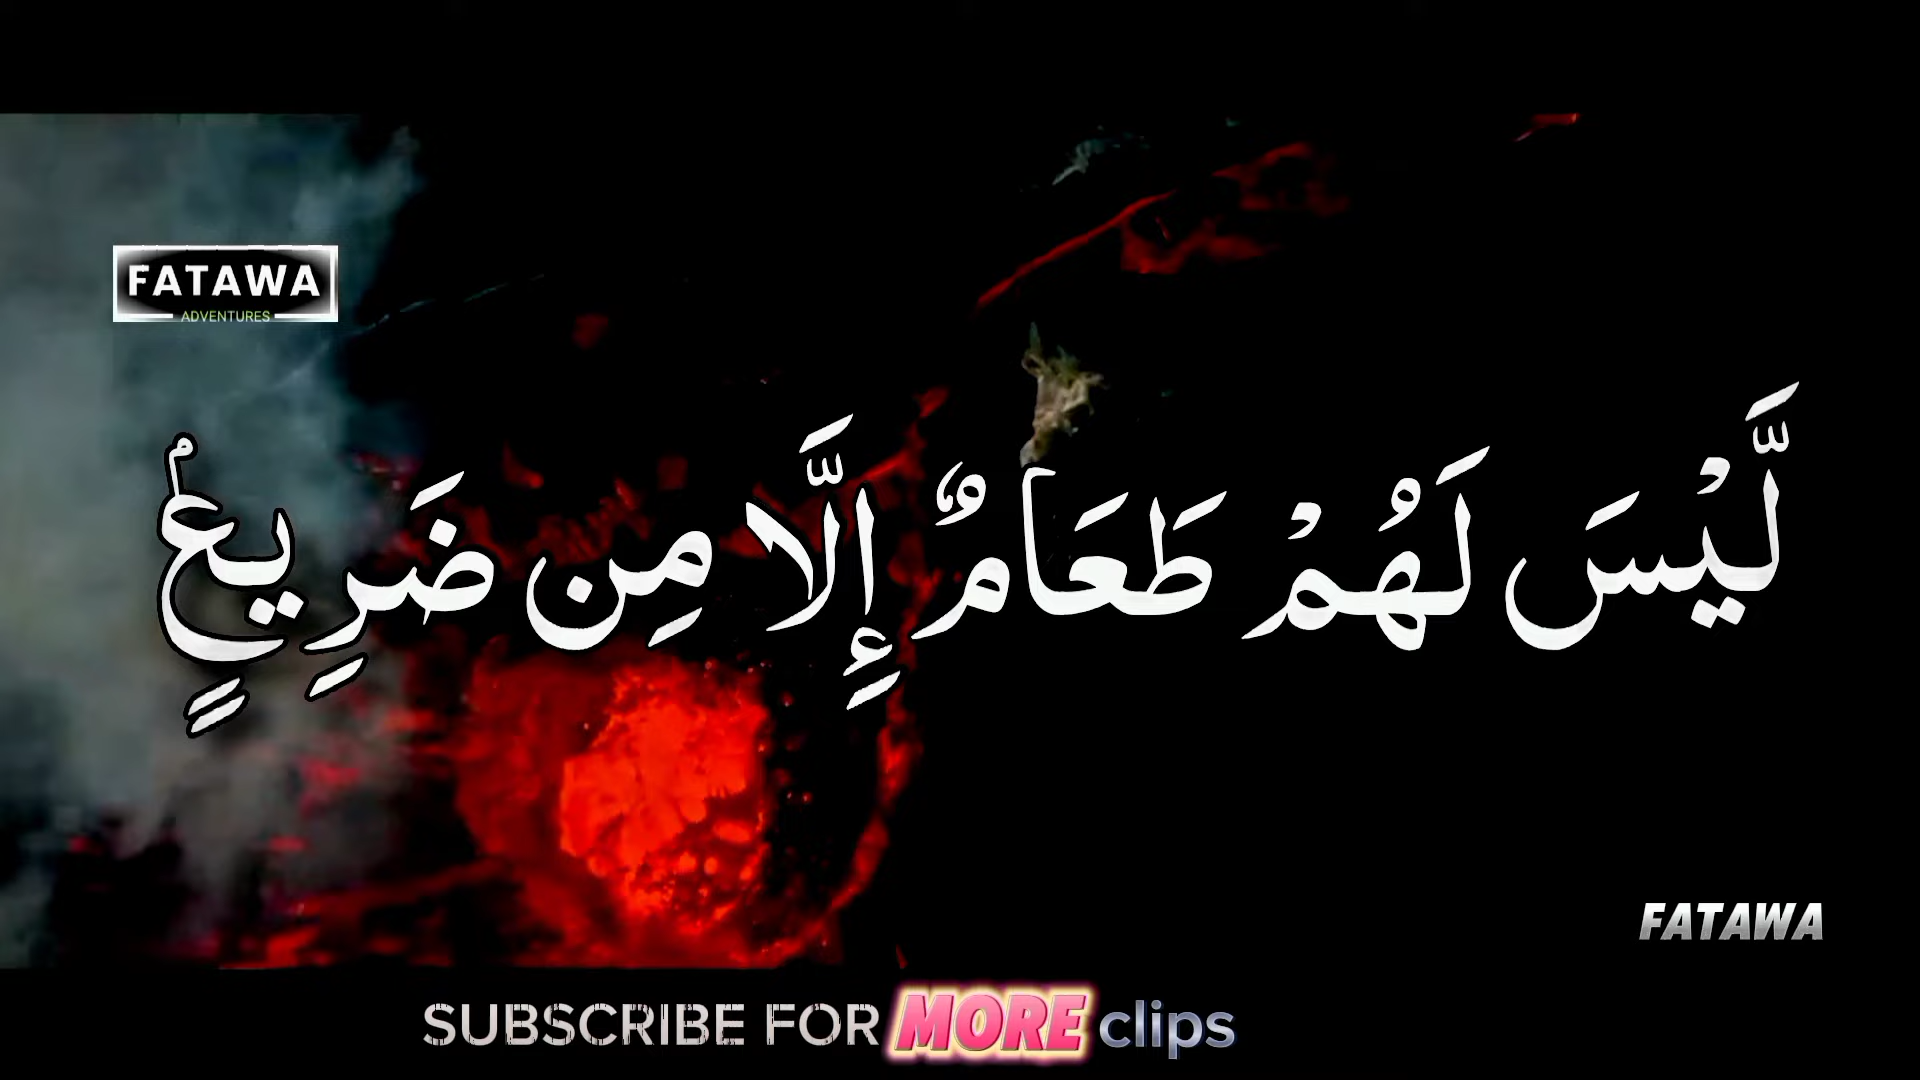 FATAWA
ADVENTURES
لَّيْسَ لَهُمْ طَعَامٌ إِلَّا مِن ضَرِيعٍ
FATAWA
SUBSCRIBE FOR MORE clips